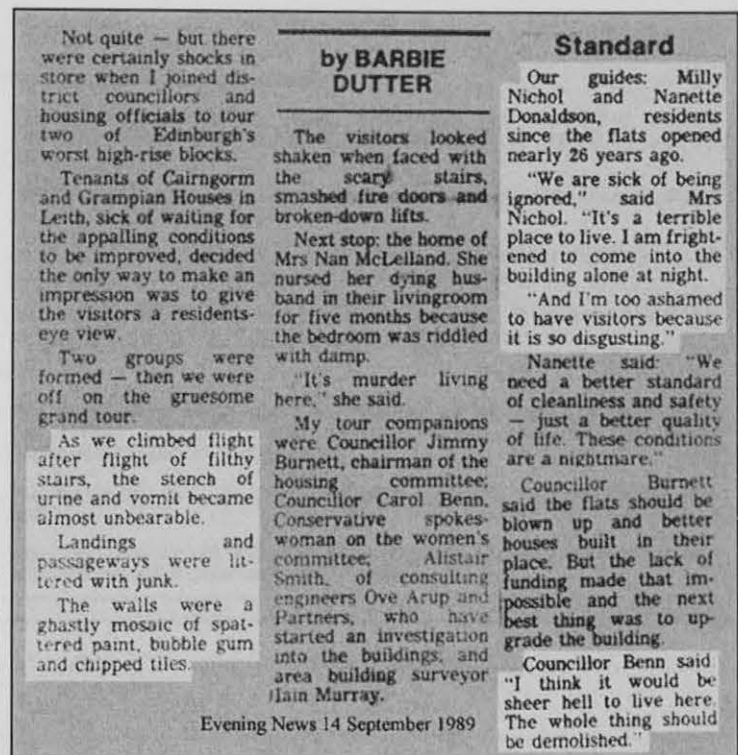 Not quite — but there
were certainly shocks in
store when I joined dis-
trict councillors and
housing officials to tour
two of Edinburgh's
worst high-rise blocks.
Tenants of Cairngorm
and Grampian Houses in
Leith, sick of waiting for
the appalling conditions
to be improved, decided
the only way to make an
impression was to give
the visitors a residents-
eye view.
Two groups were
formed — then we were
off on the gruesome
grand tour.
As we climbed flight
after flight of filthy
stairs, the stench of
urine and vomit became
almost unbearable.
Landings and
passageways were lit-
tered with junk.
The walls were a
ghastly mosaic of spat-
tered paint, bubble gum
and chipped tiles.
by BARBIE
DUTTER
The visitors looked
shaken when faced with
the scary stairs,
smashed fire doors and
broken-down lifts.
Next stop: the home of
Mrs Nan McLelland. She
nursed her dying hus-
band in their livingroom
for five months because
the bedroom was riddled
with damp.
"It's murder living
here," she said.
My tour companions
were Councillor Jimmy
Burnett, chairman of the
housing committee;
Councillor Carol Benn,
Conservative spokes-
woman on the women's
committee; Alistair
Smith, of consulting
engineers Ove Arup and
Partners, who have
started an investigation
into the buildings; and
area building surveyor
Iain Murray.
Standard
Our guides: Milly
Nichol and Nanette
Donaldson, residents
since the flats opened
nearly 26 years ago.
"We are sick of being
ignored," said Mrs
Nichol. "It's a terrible
place to live. I am fright-
ened to come into the
building alone at night.
"And I'm too ashamed
to have visitors because
it is so disgusting."
Nanette said: "We
need a better standard
of cleanliness and safety
— just a better quality
of life. These conditions
are a nightmare."
Councillor Burnett
said the flats should be
blown up and better
houses built in their
place. But the lack of
funding made that im-
possible and the next
best thing was to up-
grade the building.
Councillor Benn said
"I think it would be
sheer hell to live here.
The whole thing should
be demolished."
Evening News 14 September 1989